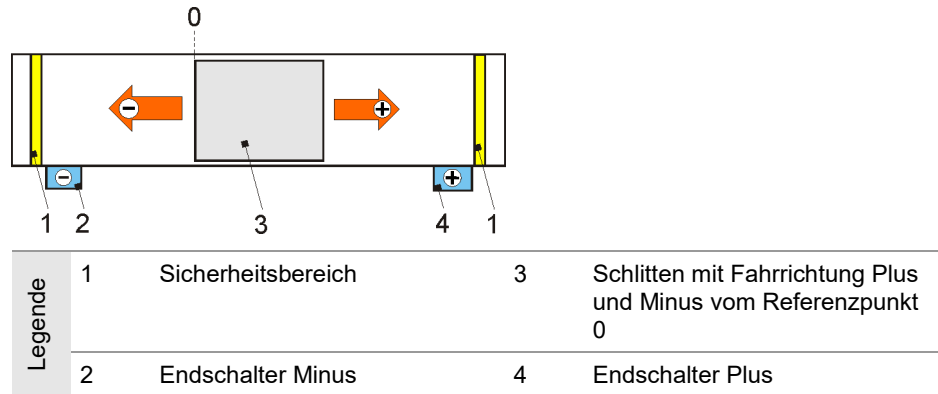 0
− +
− +
1 2 3 4 1
Legende
1 Sicherheitsbereich 3 Schlitten mit Fahrrichtung Plus
und Minus vom Referenzpunkt
0
2 Endschalter Minus 4 Endschalter Plus